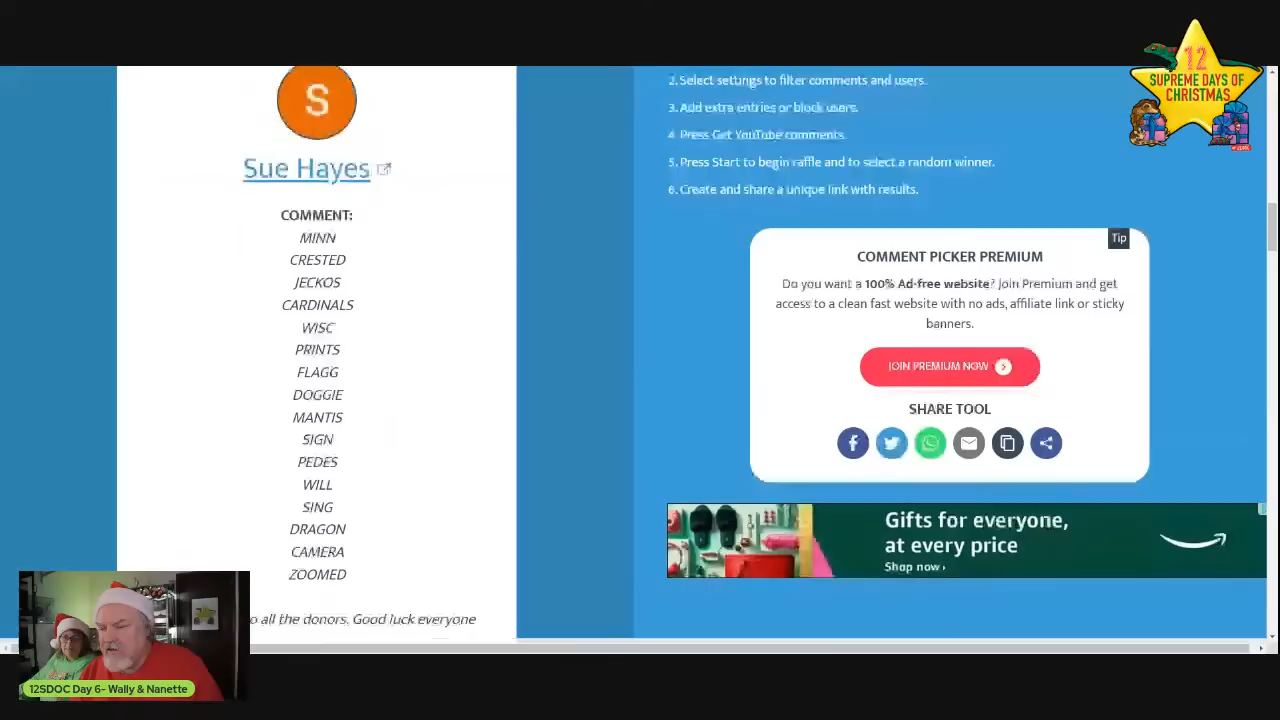 12
SUPREME DAYS OF
CHRISTMAS
S
Sue Hayes
COMMENT:
MINN
CRESTED
JECKOS
CARDINALS
WISC
PRINTS
FLAGG
DOGGIE
MANTIS
SIGN
PEDES
WILL
SING
DRAGON
CAMERA
ZOOMED
o all the donors. Good luck everyone
2. Select settings to filter comments and users.
3. Add extra entries or block users.
4. Press Get YouTube comments.
5. Press Start to begin raffle and to select a random winner.
6. Create and share a unique link with results.
Tip
COMMENT PICKER PREMIUM
Do you want a 100% Ad-free website? Join Premium and get
access to a clean fast website with no ads, affiliate link or sticky
banners.
JOIN PREMIUM NOW
SHARE TOOL
Gifts for everyone,
at every price
Shop now ›
12SDOC Day 6- Wally & Nanette